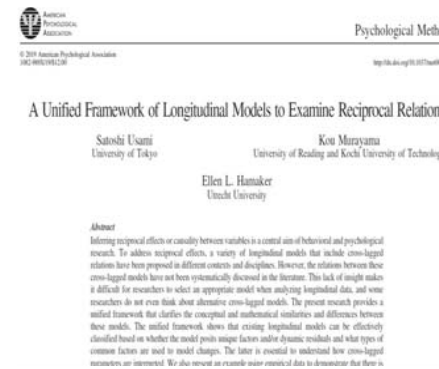 AMERICAN
PSYCHOLOGICAL
ASSOCIATION
Psychological Meth
© 2019 American Psychological Association
A Unified Framework of Longitudinal Models to Examine Reciprocal Relation
Satoshi Usami
University of Tokyo
Kou Murayama
University of Reading and Kochi University of Technolog
Ellen L. Hamaker
Utrecht University
Abstract
Inferring reciprocal effects or causality between variables is a central aim of behavioral and psychological
research. To address reciprocal effects, a variety of longitudinal models that include cross-lagged
relations have been proposed in different contexts and disciplines. However, the relations between these
cross-lagged models have not been systematically discussed in the literature. This lack of insight makes
it difficult for researchers to select an appropriate model when analyzing longitudinal data, and some
researchers do not even think about alternative cross-lagged models. The present research provides a
unified framework that clarifies the conceptual and mathematical similarities and differences between
these models. The unified framework shows that existing longitudinal models can be effectively
classified based on whether the model posits unique factors and/or dynamic residuals and what types of
common factors are used to model changes. The latter is essential to understand how cross-lagged
parameters are interpreted. We also present an example using empirical data to demonstrate that there is